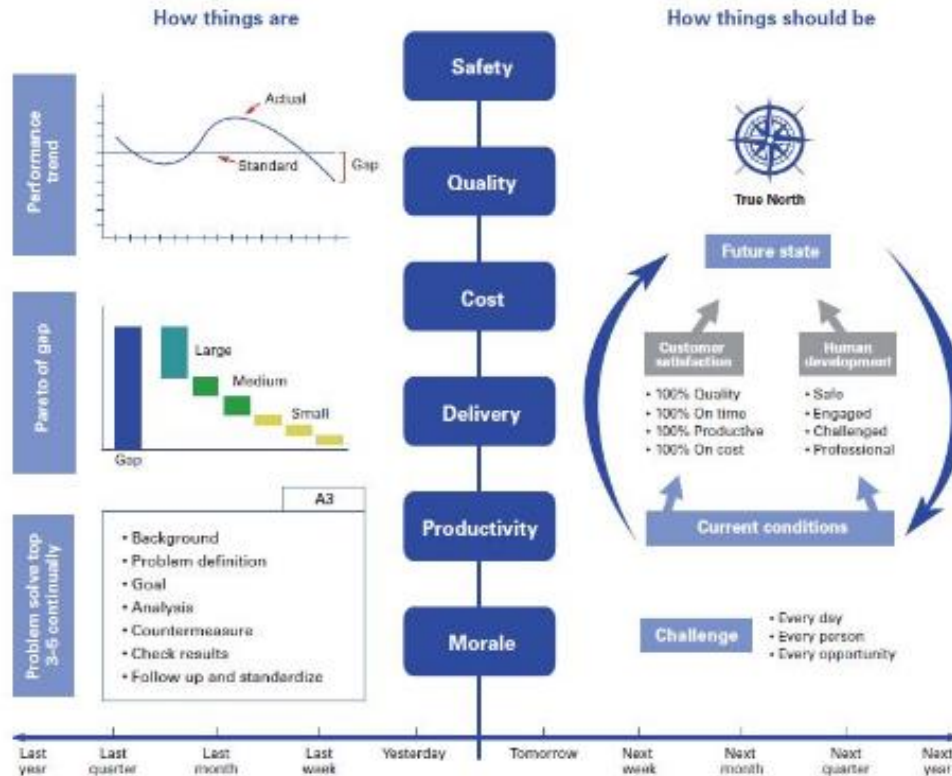 How things are
How things should be
Performance
trend
Actual
Standard
Gap
Pareto of gap
Large
Medium
Small
Gap
Problem solve top
3-5 continually
A3
• Background
• Problem definition
• Goal
• Analysis
• Countermeasure
• Check results
• Follow up and standardize
Safety
Quality
Cost
Delivery
Productivity
Morale
True North
Future state
Customer
satisfaction
• 100% Quality
• 100% On time
• 100% Productive
• 100% On cost
Human
development
• Safe
• Engaged
• Challenged
• Professional
Current conditions
Challenge
• Every day
• Every person
• Every opportunity
Last
year
Last
quarter
Last
month
Last
week
Yesterday
Tomorrow
Next
week
Next
month
Next
quarter
Next
year